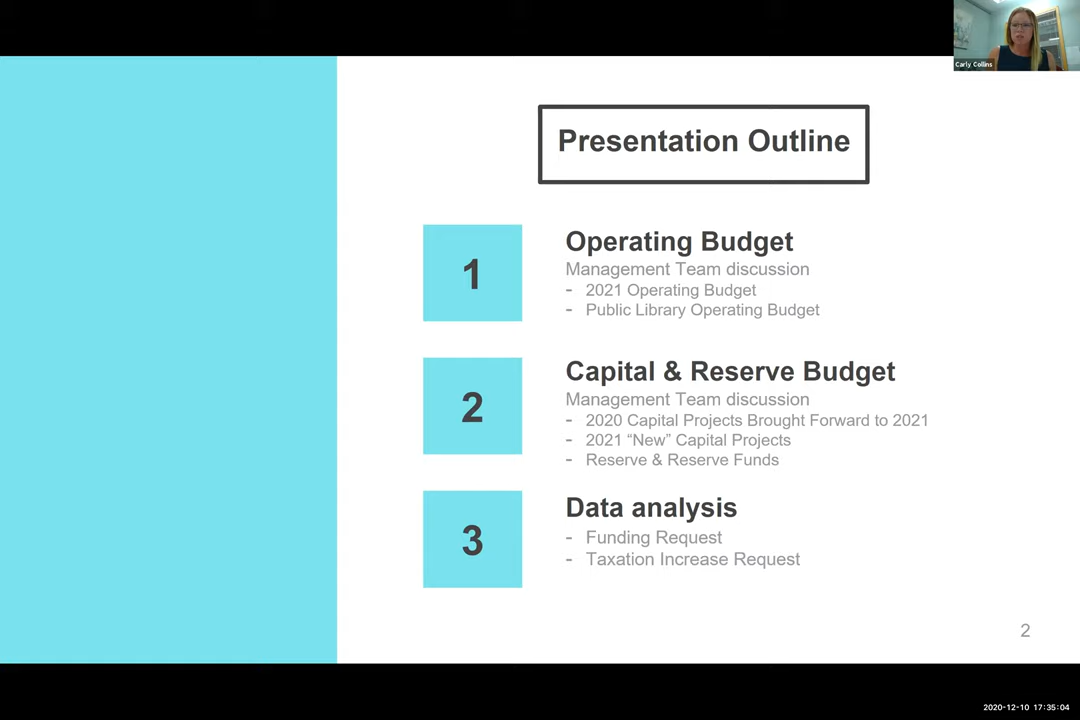 Carly Collins
Presentation Outline
1
Operating Budget
Management Team discussion
- 2021 Operating Budget
- Public Library Operating Budget
2
Capital & Reserve Budget
Management Team discussion
- 2020 Capital Projects Brought Forward to 2021
- 2021 “New” Capital Projects
- Reserve & Reserve Funds
3
Data analysis
- Funding Request
- Taxation Increase Request
2
2020-12-10 17:35:04